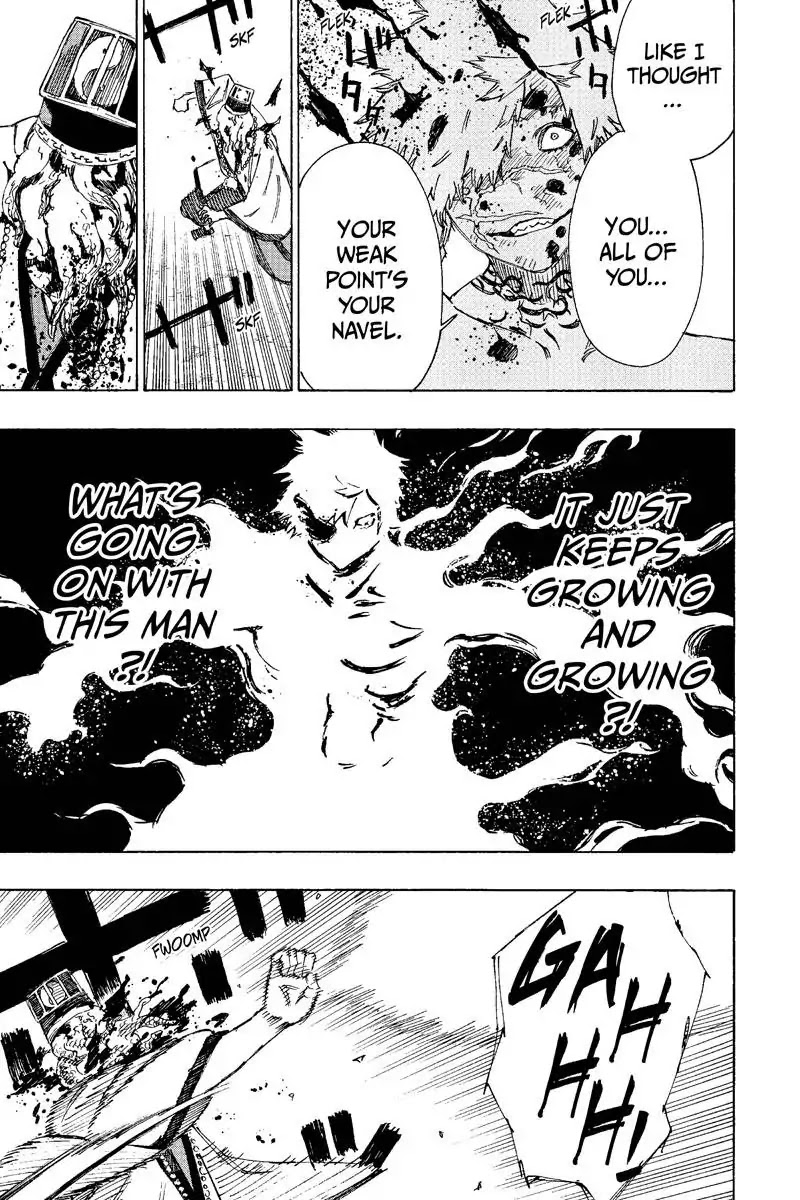 LIKE I
THOUGHT
...
YOU...
ALL OF
YOU...
YOUR
WEAK
POINT'S
YOUR
NAVEL.
FLEK
FLEK
SKF
SKF
IT JUST
KEEPS
GROWING
AND
GROWING
?!
WHAT'S
GOING
ON WITH
THIS MAN
?!
GAH
HH
H!
FWOOMP